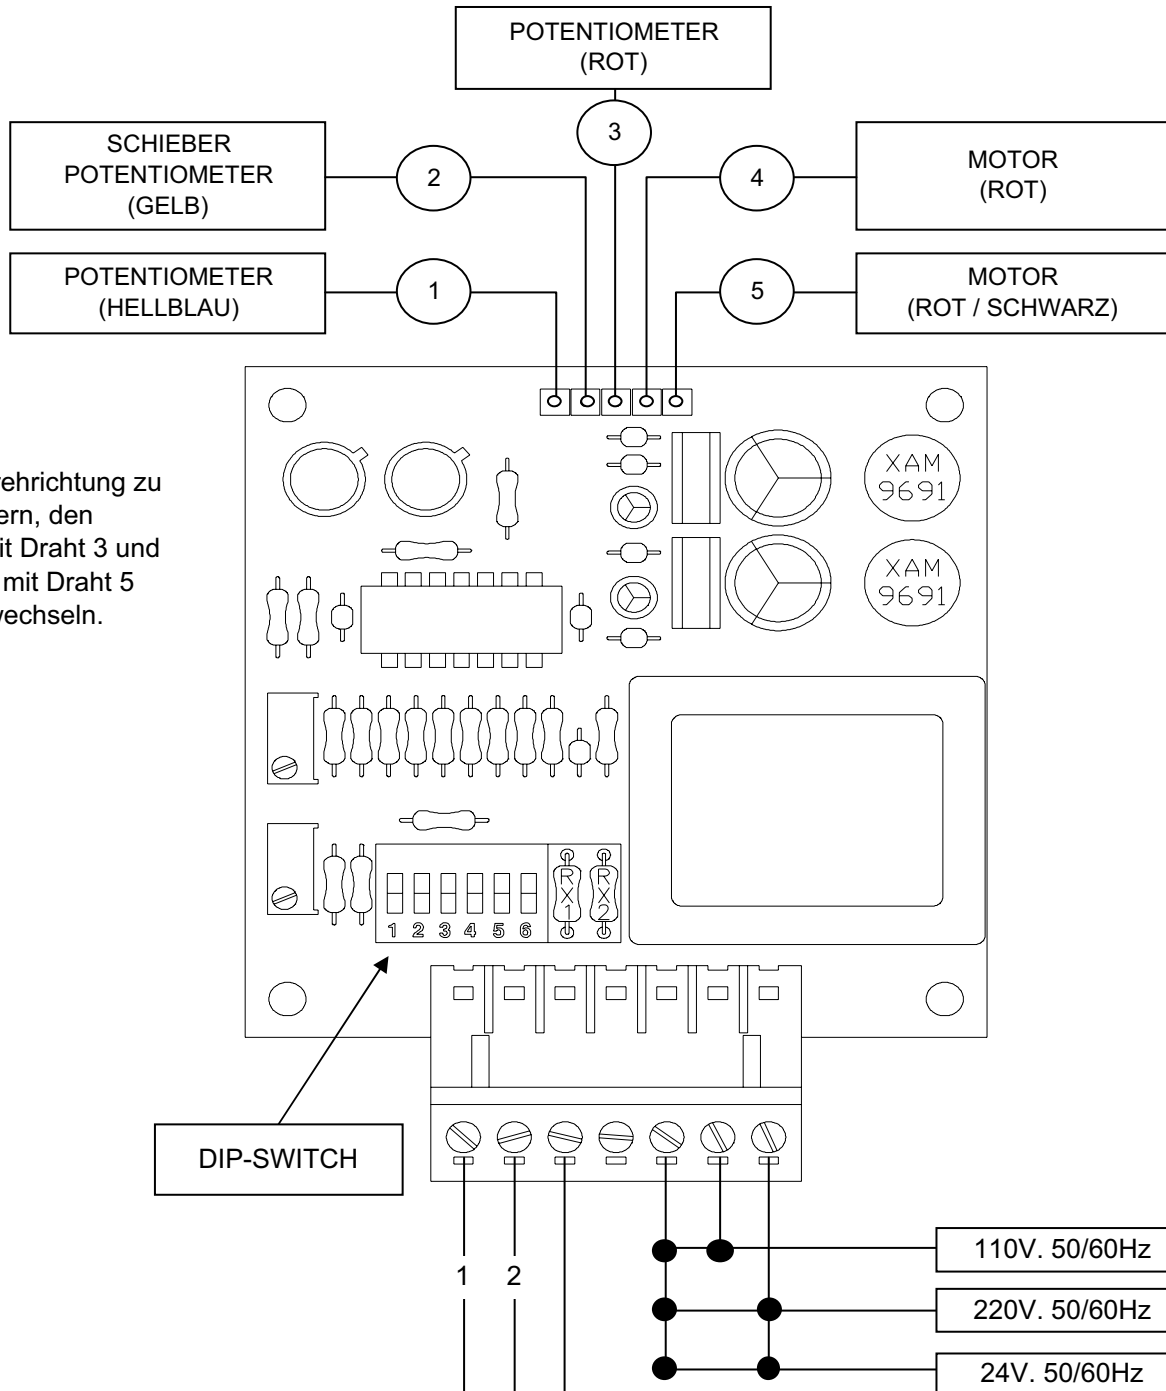 POTENTIOMETER
(ROT)
3
SCHIEBER
POTENTIOMETER
(GELB)
2
4
MOTOR
(ROT)
POTENTIOMETER
(HELLBLAU)
1
5
MOTOR
(ROT / SCHWARZ)
rehrichtung zu
ern, den
it Draht 3 und
mit Draht 5
wechseln.
XAM
9691
XAM
9691
RX1
RX2
1 2 3 4 5 6
DIP-SWITCH
1 2
110V. 50/60Hz
220V. 50/60Hz
24V. 50/60Hz